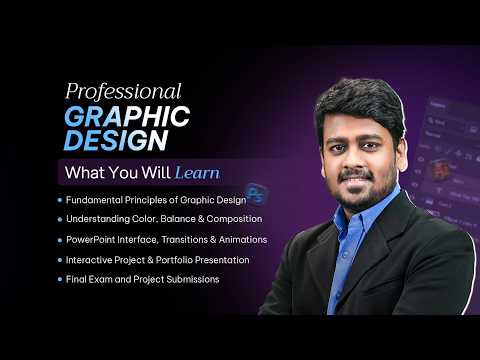 Professional
GRAPHIC
DESIGN
What You Will Learn
Fundamental Principles of Graphic Design
Ps
Understanding Color, Balance & Composition
PowerPoint Interface, Transitions & Animations
Interactive Project & Portfolio Presentation
Final Exam and Project Submissions